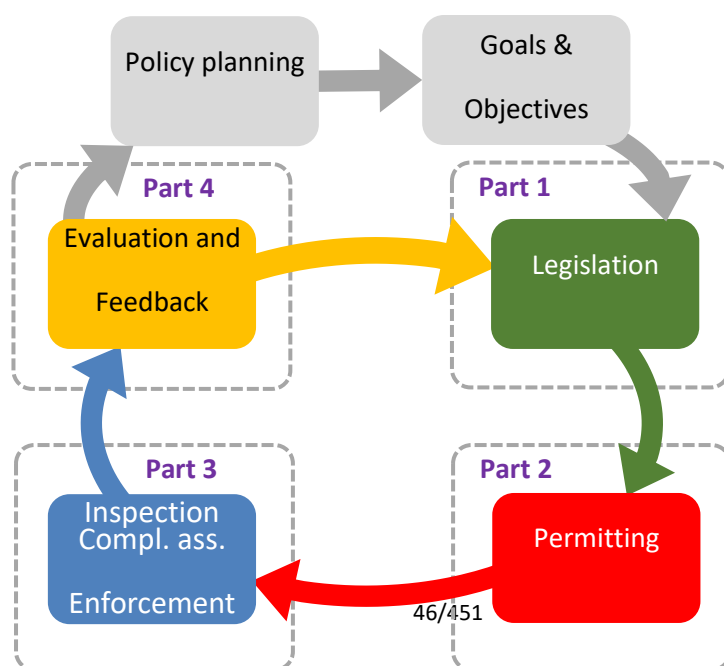 Policy planning
Goals &
Objectives
Part 4
Evaluation and
Feedback
Part 1
Legislation
Part 3
Inspection
Compl. ass.
Enforcement
Part 2
Permitting
46/451